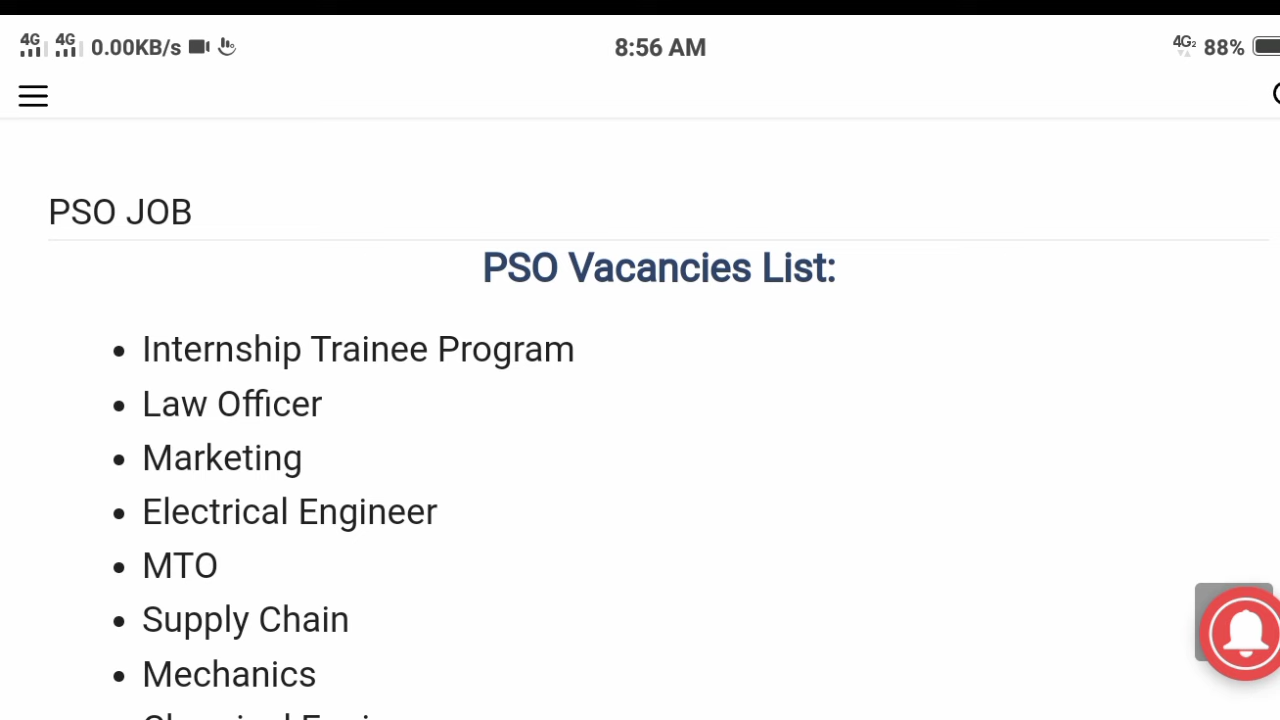 4G 4G 0.00KB/s 8:56 AM 4G2 88%
PSO JOB
PSO Vacancies List:
• Internship Trainee Program
• Law Officer
• Marketing
• Electrical Engineer
• MTO
• Supply Chain
• Mechanics